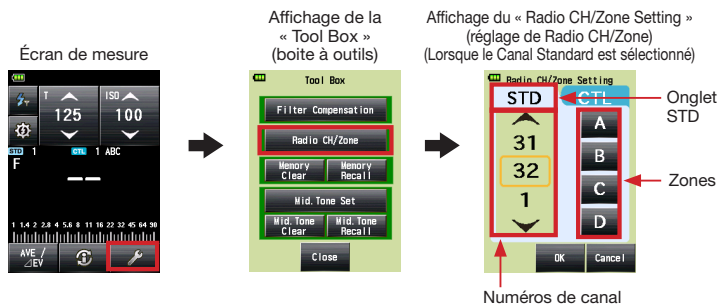 Écran de mesure
T
125
ISO
100
STD 1 CTL 1 ABC
F
1 1.4 2 2.8 4 5.6 8 11 16 22 32 45 64 90
AVE /
⊿EV
Affichage de la
« Tool Box »
(boite à outils)
Tool Box
Filter Compensation
Radio CH/Zone
Memory Clear
Memory Recall
Mid. Tone Set
Mid. Tone Clear
Mid. Tone Recall
Close
Affichage du « Radio CH/Zone Setting »
(réglage de Radio CH/Zone)
(Lorsque le Canal Standard est sélectionné)
Radio CH/Zone Setting
STD
CTL
31
32
1
A
B
C
D
OK
Cancel
Onglet
STD
Zones
Numéros de canal